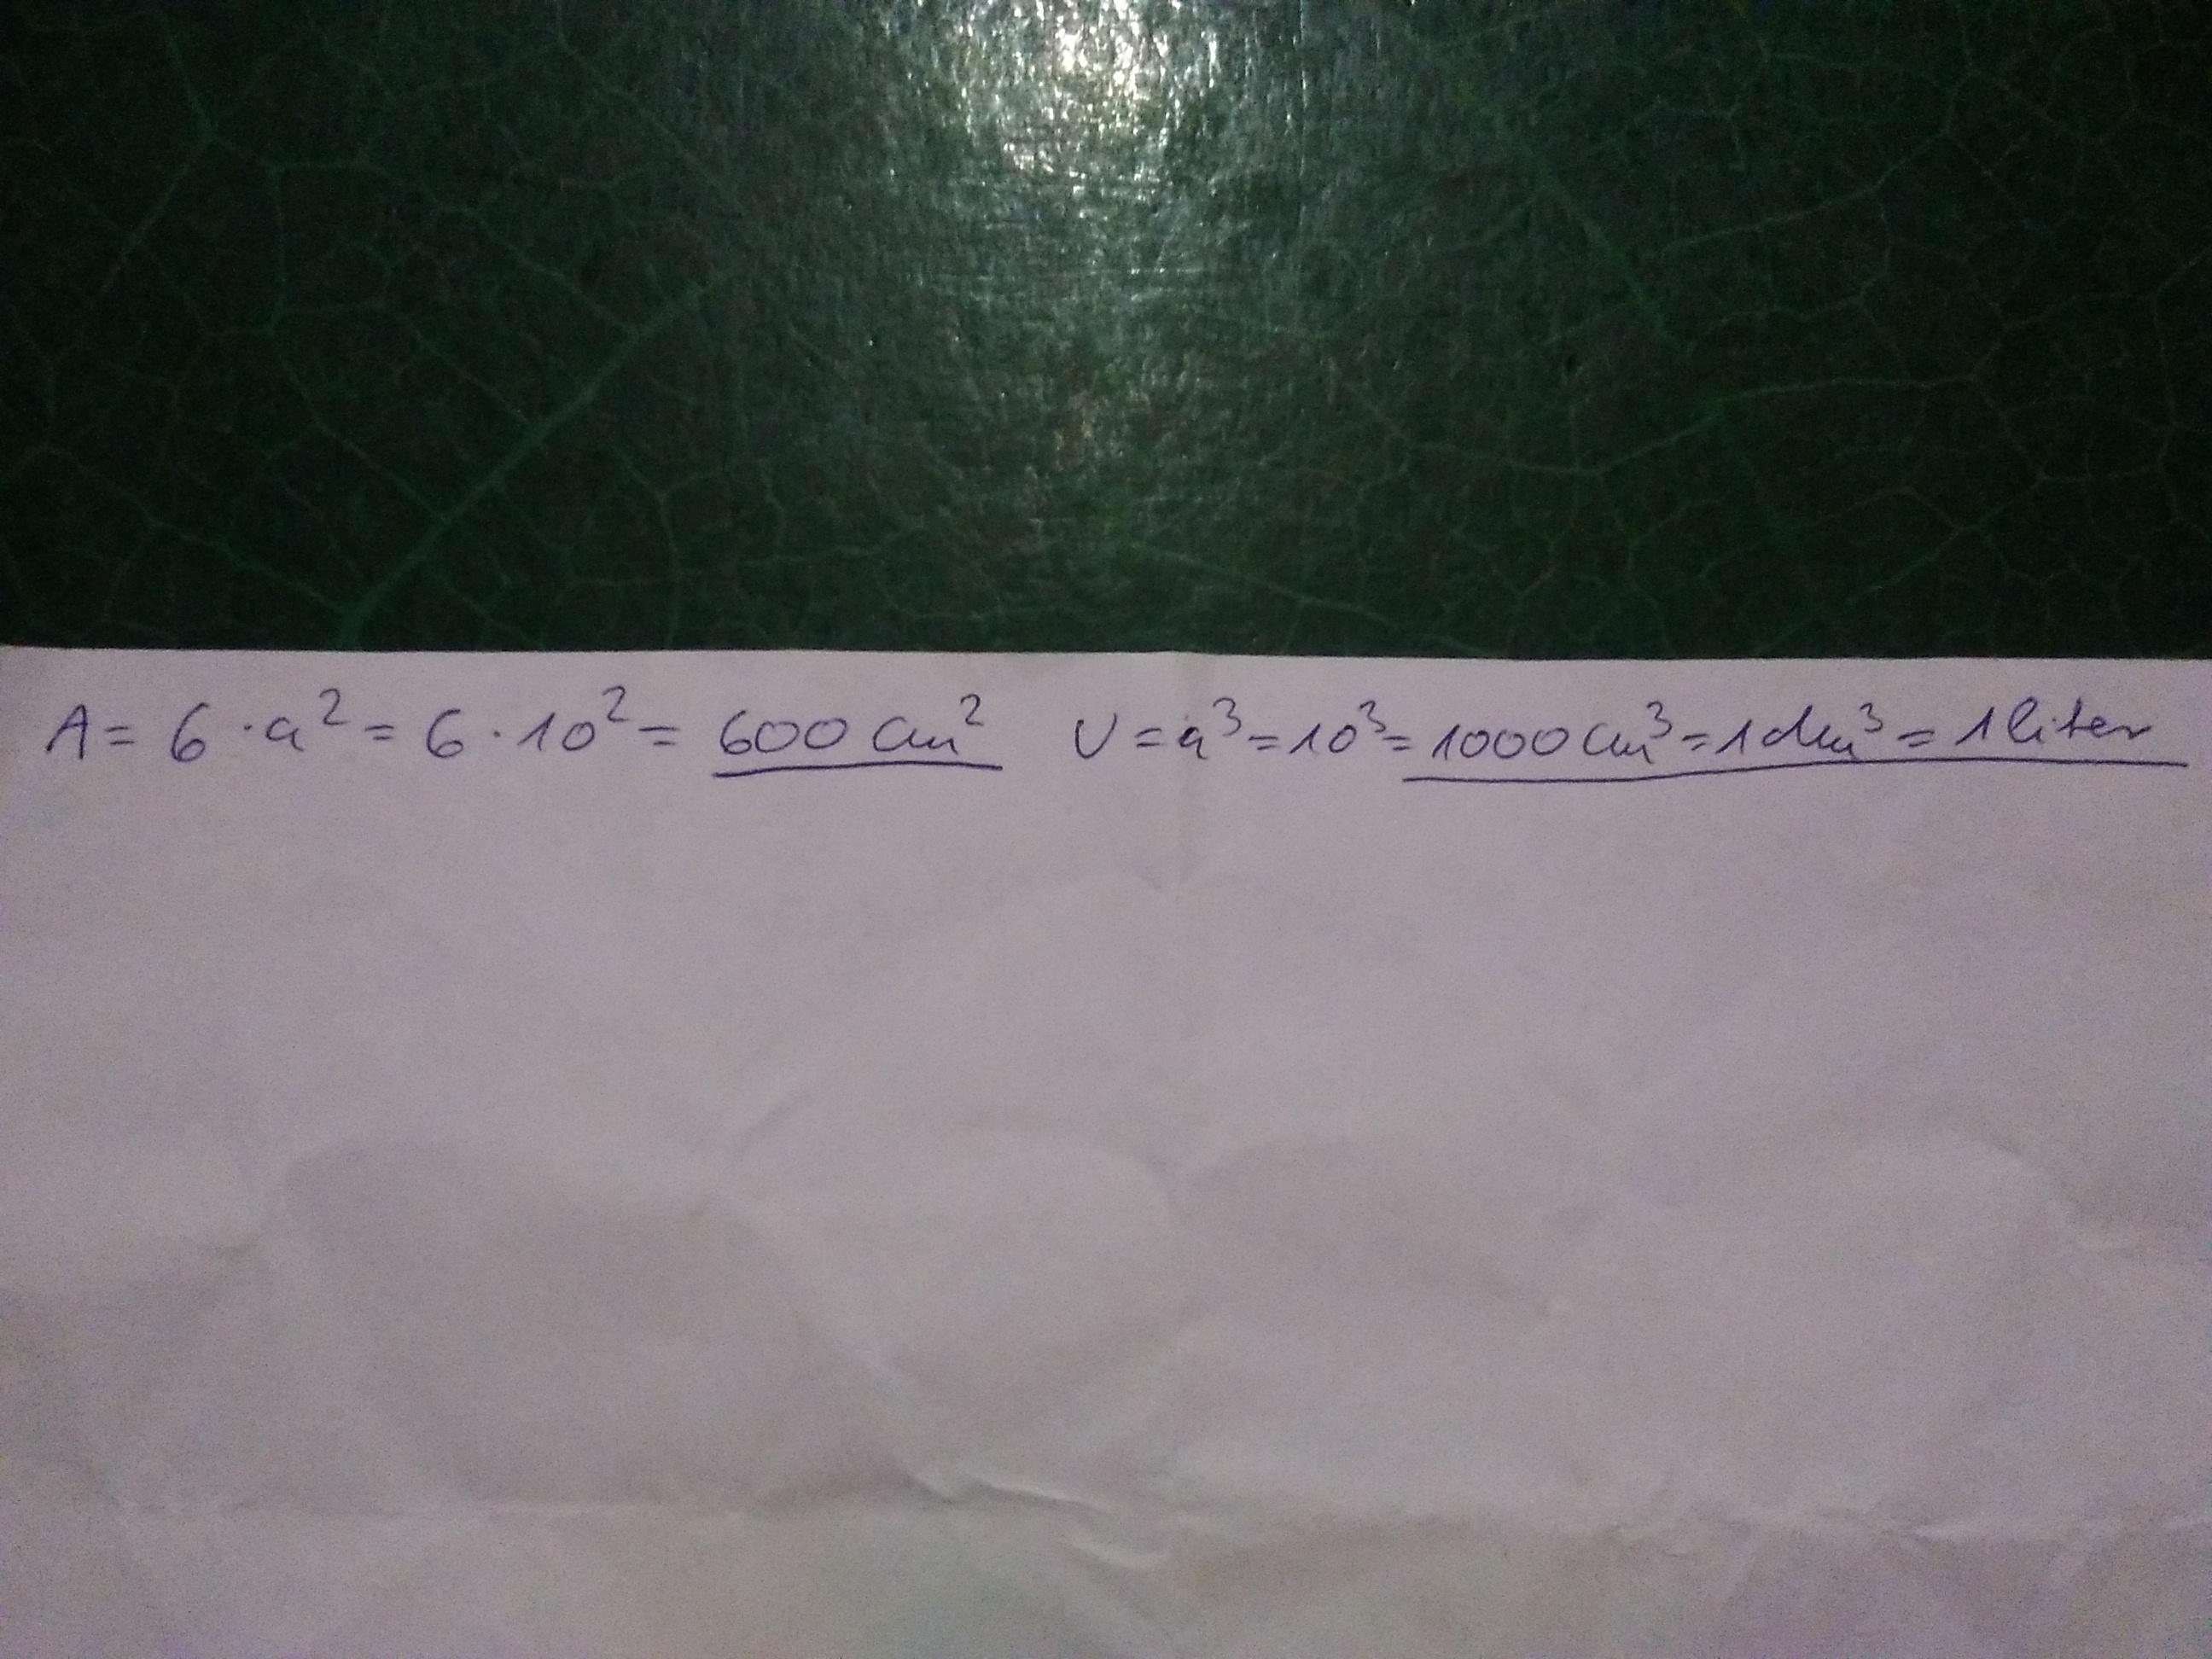 A = 6 · a² = 6 · 10² = 600 cm² V = a³ = 10³ = 1000 cm³ = 1 dm³ = 1 liter